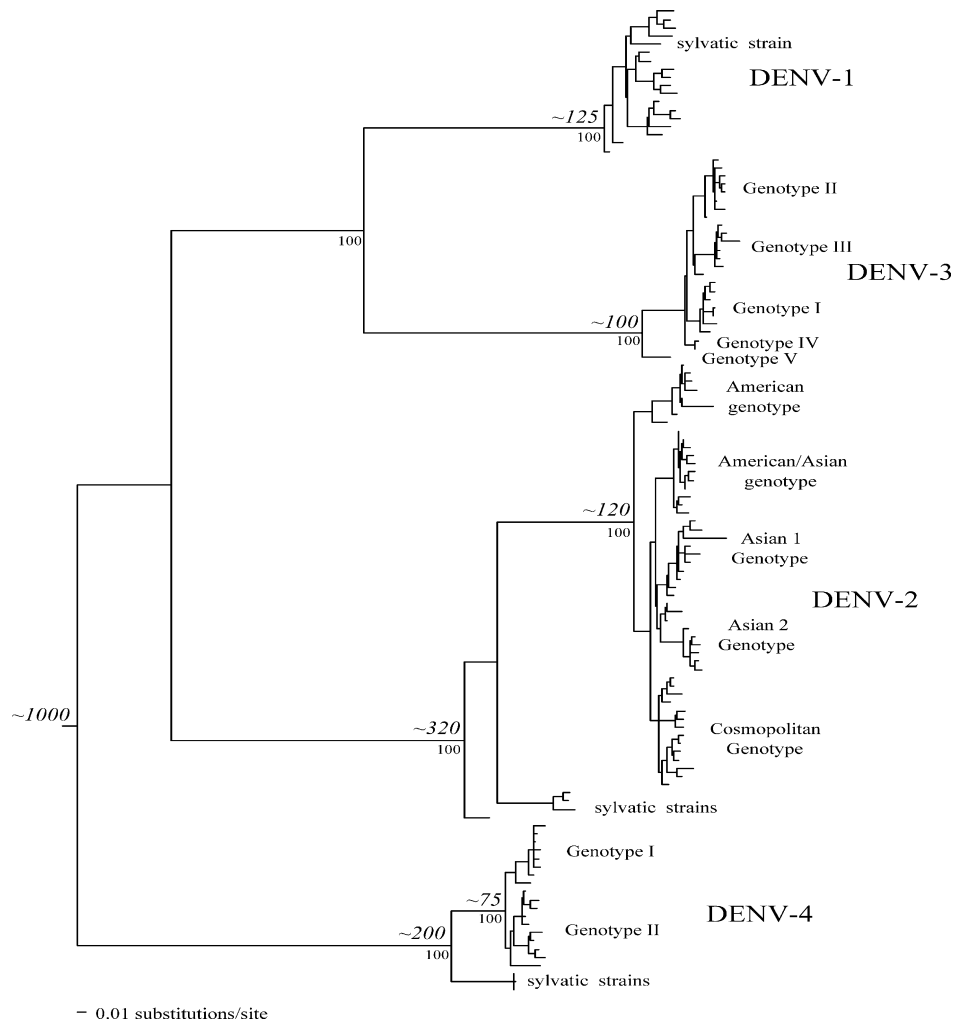 sylvatic strain
DENV-1
~125
100
Genotype II
100
Genotype III
DENV-3
Genotype I
~100
100
Genotype IV
Genotype V
American
genotype
American/Asian
genotype
~120
100
Asian 1
Genotype
DENV-2
Asian 2
Genotype
~1000
~320
100
Cosmopolitan
Genotype
sylvatic strains
Genotype I
~75
100
DENV-4
~200
100
Genotype II
sylvatic strains
– 0.01 substitutions/site